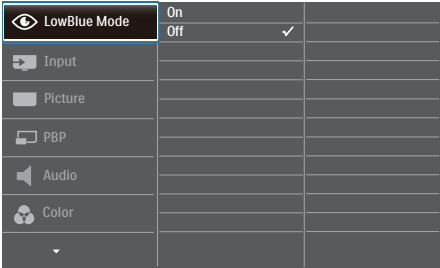 LowBlue Mode
On
Off
Input
Picture
PBP
Audio
Color